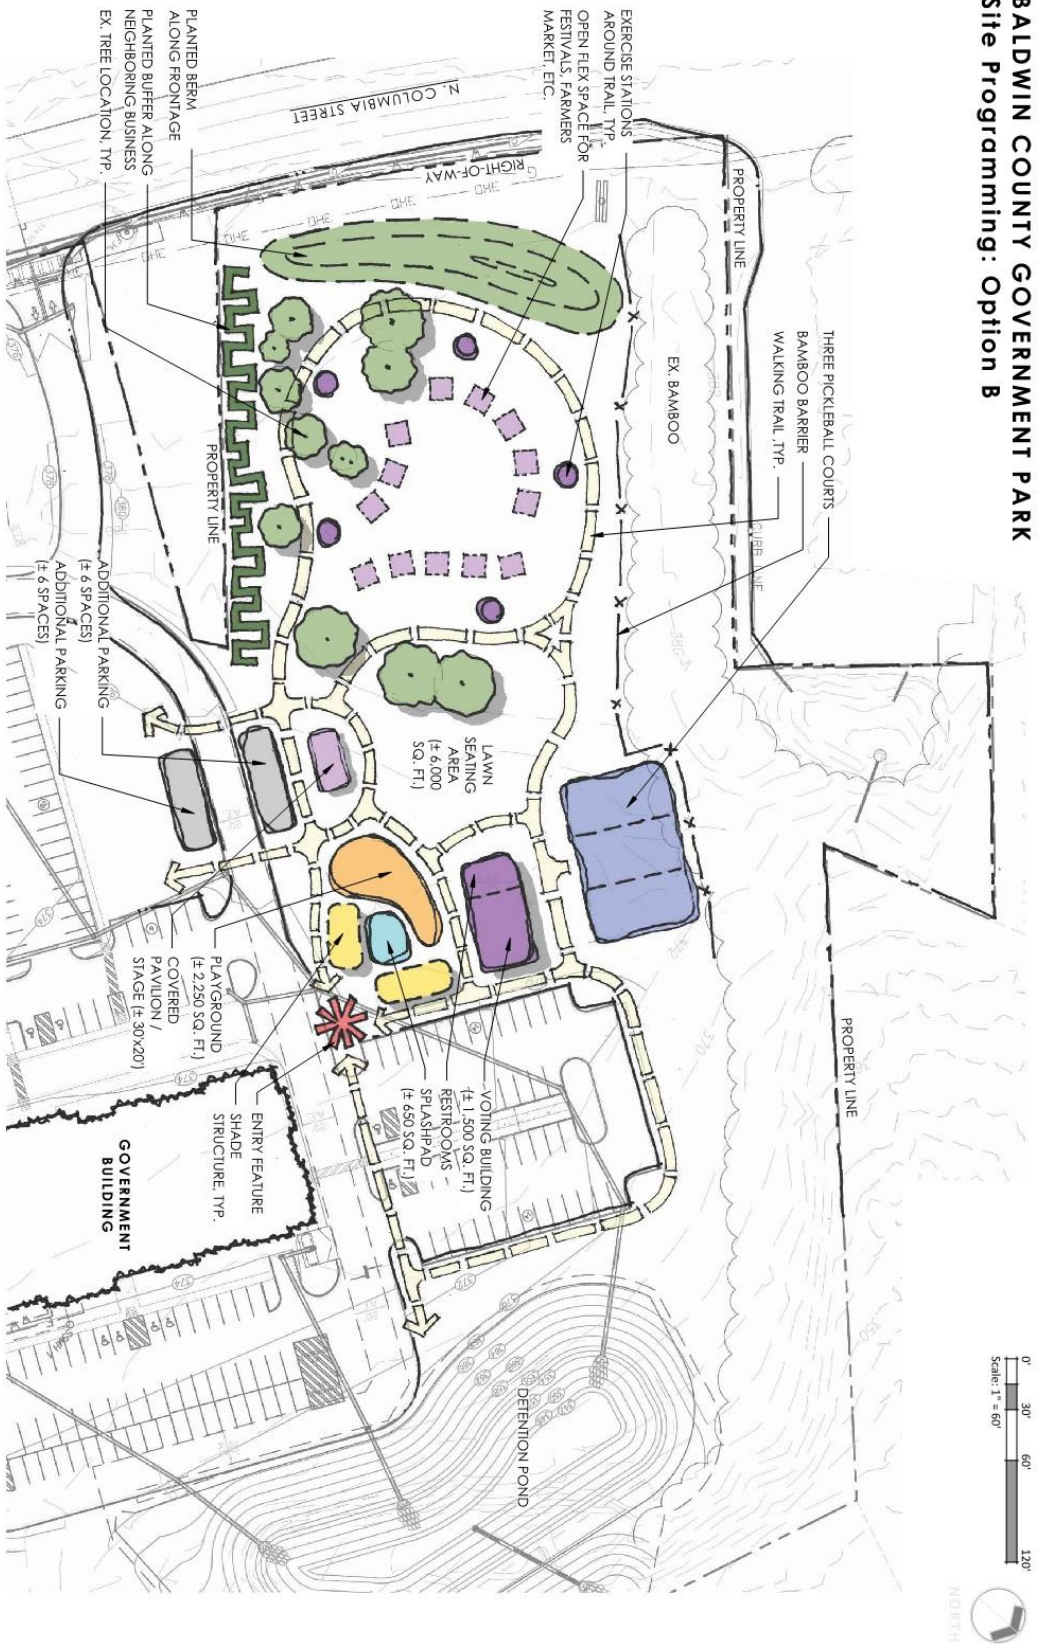 BALDWIN COUNTY GOVERNMENT PARK
Site Programming: Option B
THREE PICKLEBALL COURTS
BAMBOO BARRIER
WALKING TRAIL ,TYP.
EXERCISE STATIONS
AROUND TRAIL, TYP.
OPEN FLEX SPACE FOR
FESTIVALS, FARMERS
MARKET, ETC.
PLANTED BERM
ALONG FRONTAGE
PLANTED BUFFER ALONG
NEIGHBORING BUSINESS
EX. TREE LOCATION, TYP.
N. COLUMBIA STREET
RIGHT-OF-WAY
PROPERTY LINE
EX. BAMBOO
CURB LINE
PROPERTY LINE
PROPERTY LINE
LAWN
SEATING
AREA
(± 6,000
SQ. FT.)
ADDITIONAL PARKING
(± 6 SPACES)
ADDITIONAL PARKING
(± 6 SPACES)
VOTING BUILDING
(± 1,500 SQ. FT.)
RESTROOMS
SPLASHPAD
(± 650 SQ. FT.)
ENTRY FEATURE
SHADE
STRUCTURE, TYP.
PLAYGROUND
(± 2,250 SQ. FT.)
COVERED
PAVILION /
STAGE (± 30'x20')
GOVERNMENT
BUILDING
DETENTION POND
0' 30' 60' 120'
Scale: 1" = 60'
NORTH